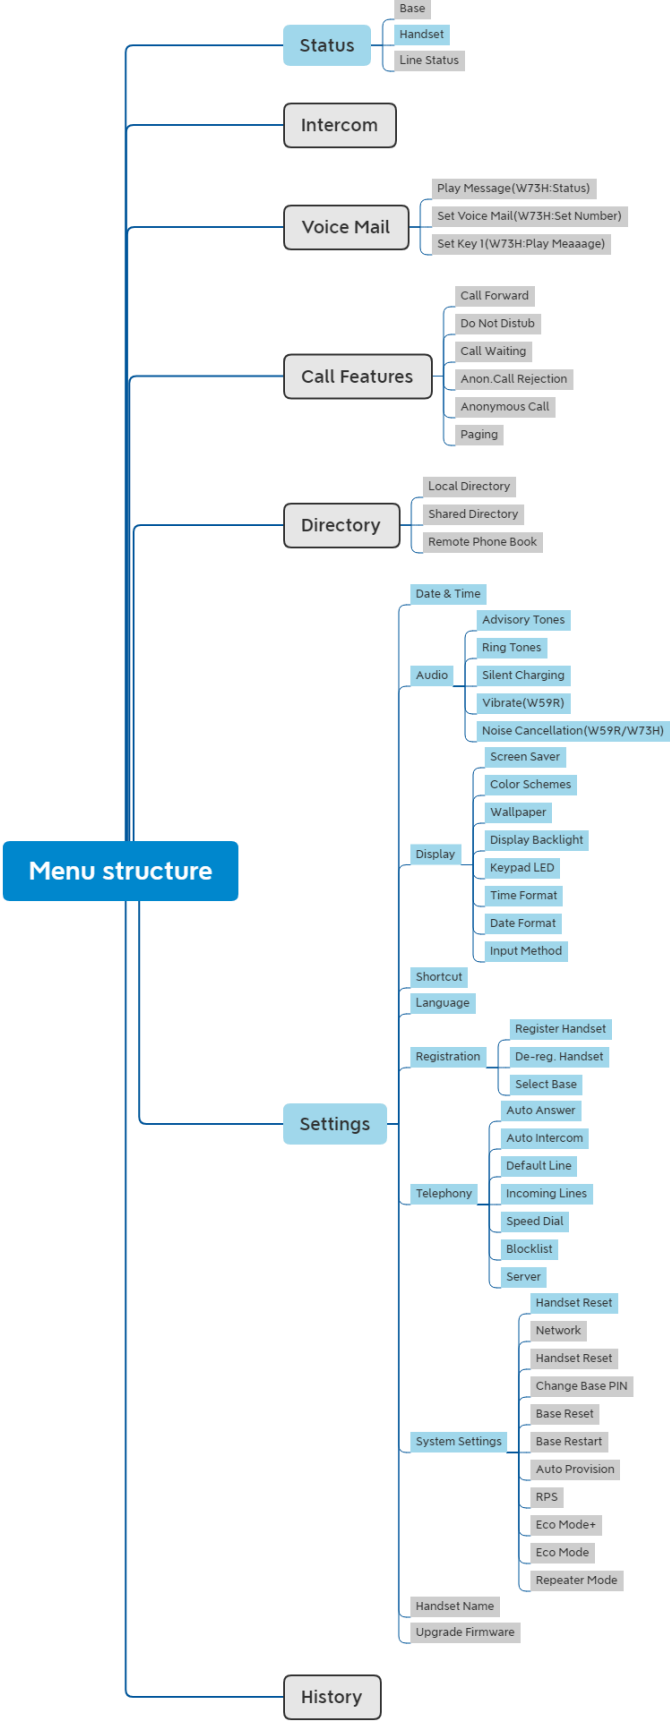 Base
Status
Handset
Line Status
Intercom
Play Message(W73H:Status)
Voice Mail
Set Voice Mail(W73H:Set Number)
Set Key 1(W73H:Play Meaaage)
Call Forward
Do Not Distub
Call Waiting
Call Features
Anon.Call Rejection
Anonymous Call
Paging
Local Directory
Directory
Shared Directory
Remote Phone Book
Date & Time
Advisory Tones
Ring Tones
Audio
Silent Charging
Vibrate(W59R)
Noise Cancellation(W59R/W73H)
Screen Saver
Color Schemes
Wallpaper
Display Backlight
Display
Keypad LED
Time Format
Date Format
Input Method
Menu structure
Shortcut
Language
Register Handset
Registration
De-reg. Handset
Select Base
Settings
Auto Answer
Auto Intercom
Default Line
Telephony
Incoming Lines
Speed Dial
Blocklist
Server
Handset Reset
Network
Handset Reset
Change Base PIN
Base Reset
System Settings
Base Restart
Auto Provision
RPS
Eco Mode+
Eco Mode
Repeater Mode
Handset Name
Upgrade Firmware
History